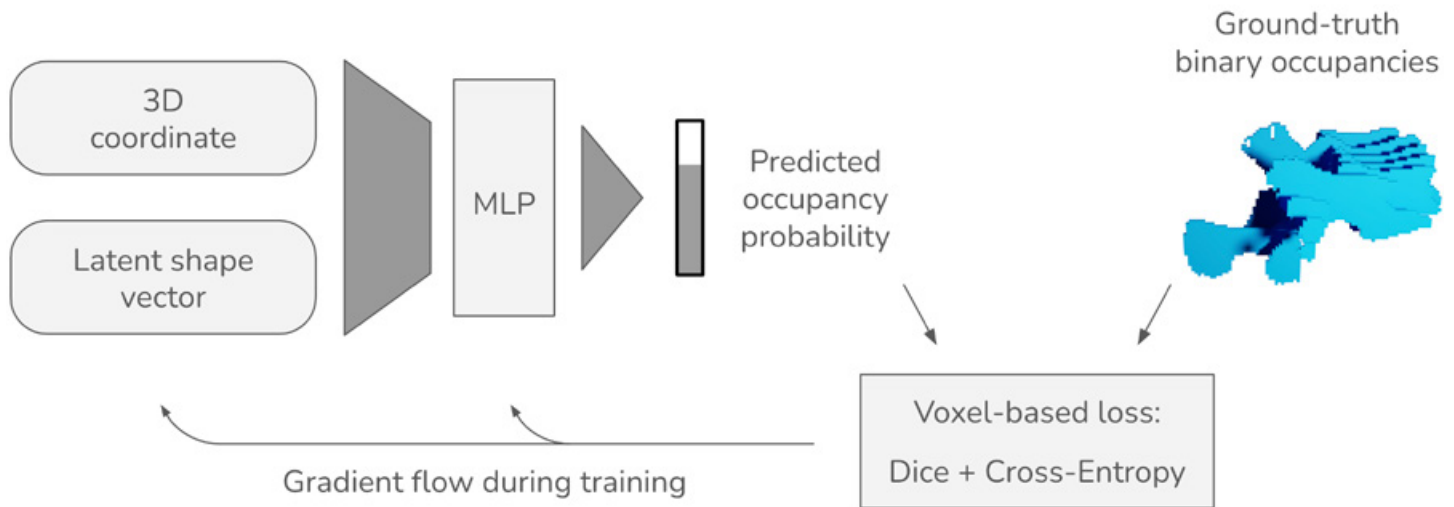 3D
coordinate
Latent shape
vector
MLP
Predicted
occupancy
probability
Ground-truth
binary occupancies
Voxel-based loss:
Dice + Cross-Entropy
Gradient flow during training